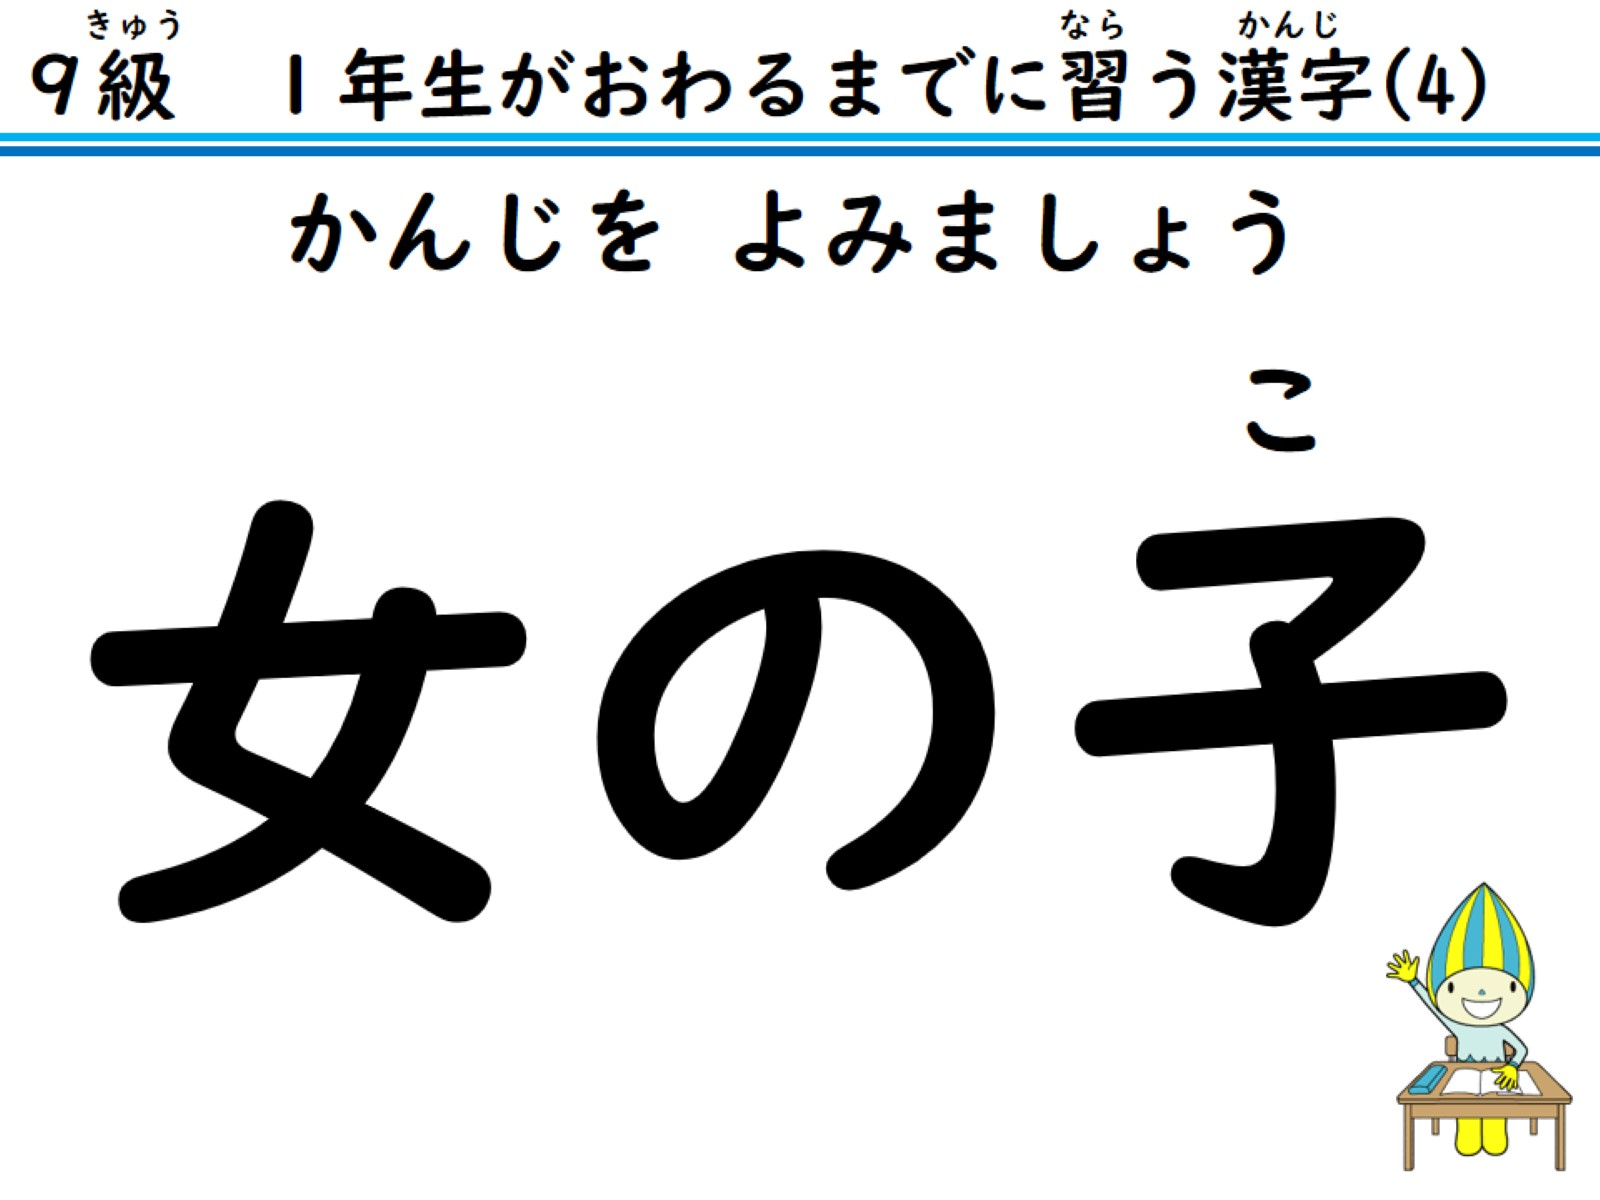 きゅう なら かんじ
9級 1年生がおわるまでに習う漢字(4)
かんじを よみましょう
こ
女の子